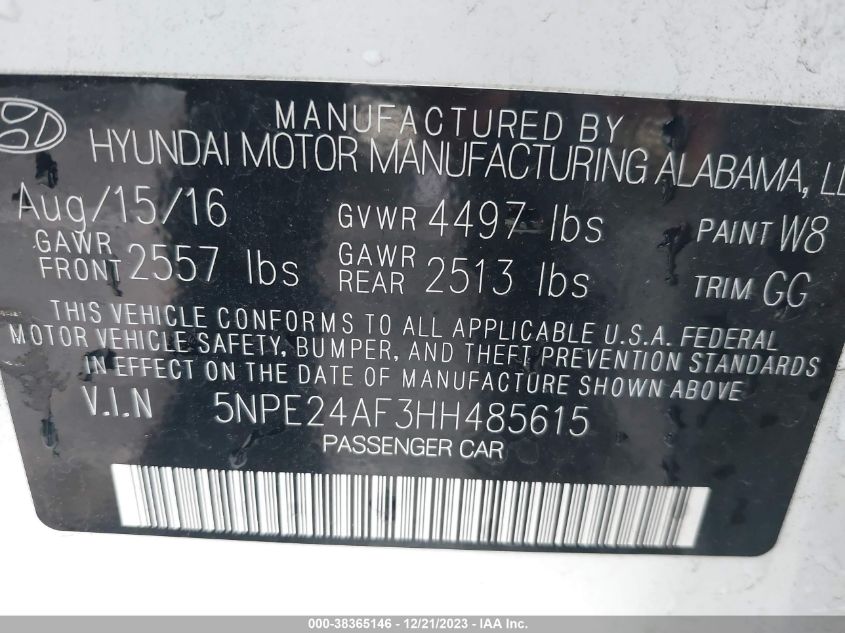 MANUFACTURED BY
HYUNDAI MOTOR MANUFACTURING ALABAMA, LL
Aug/15/16 GVWR 4497 lbs PAINT W8
GAWR FRONT 2557 lbs GAWR REAR 2513 lbs TRIM GG
THIS VEHICLE CONFORMS TO ALL APPLICABLE U.S.A. FEDERAL
MOTOR VEHICLE SAFETY, BUMPER, AND THEFT PREVENTION STANDARDS
IN EFFECT ON THE DATE OF MANUFACTURE SHOWN ABOVE.
V.I.N 5NPE24AF3HH485615
PASSENGER CAR
000-38365146 - 12/21/2023 - IAA Inc.